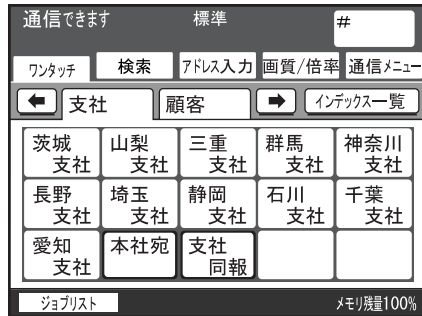 通信できます 標準 #
ワンタッチ 検索 アドレス入力 画質/倍率 通信メニュー
支社 顧客 インデックス一覧
茨城 山梨 三重 群馬 神奈川
支社 支社 支社 支社 支社
長野 埼玉 静岡 石川 千葉
支社 支社 支社 支社 支社
愛知 本社宛 支社
支社 同報
ジョブリスト メモリ残量100%